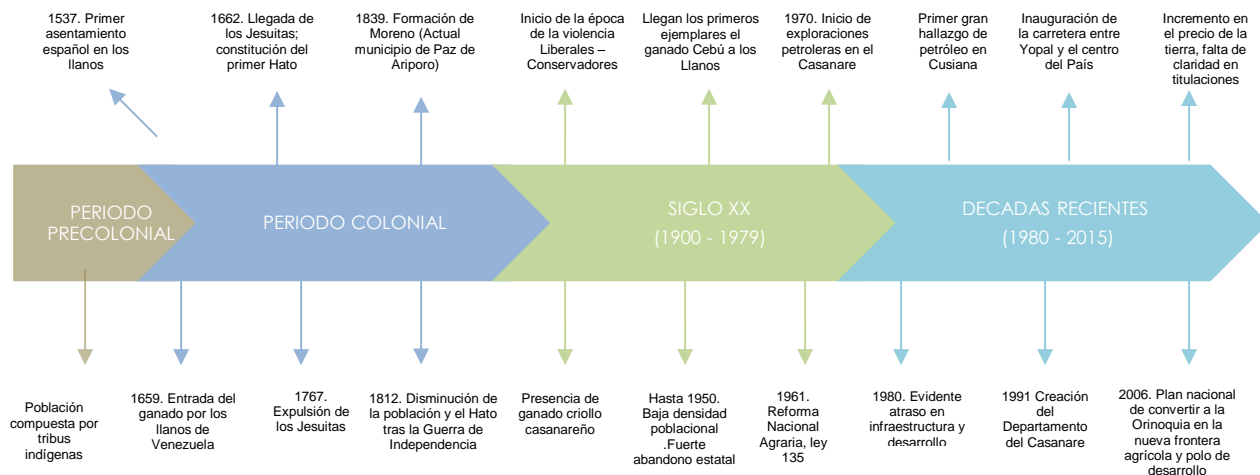 1537. Primer
asentamiento
español en los
llanos
1662. Llegada de
los Jesuitas;
constitución del
primer Hato
1839. Formación de
Moreno (Actual
municipio de Paz de
Ariporo)
Inicio de la época
de la violencia
Liberales –
Conservadores
Llegan los primeros
ejemplares el
ganado Cebú a los
Llanos
1970. Inicio de
exploraciones
petroleras en el
Casanare
Primer gran
hallazgo de
petróleo en
Cusiana
Inauguración de
la carretera entre
Yopal y el centro
del País
Incremento en
el precio de la
tierra, falta de
claridad en
titulaciones
PERIODO
PRECOLONIAL
PERIODO COLONIAL
SIGLO XX
(1900 - 1979)
DECADAS RECIENTES
(1980 - 2015)
Población
compuesta por
tribus
indígenas
1659. Entrada del
ganado por los
llanos de
Venezuela
1767.
Expulsión de
los Jesuitas
1812. Disminución de
la población y el Hato
tras la Guerra de
Independencia
Presencia de
ganado criollo
casanareño
Hasta 1950.
Baja densidad
poblacional
.Fuerte
abandono estatal
1961.
Reforma
Nacional
Agraria, ley
135
1980. Evidente
atraso en
infraestructura y
desarrollo
1991 Creación
del
Departamento
del Casanare
2006. Plan nacional
de convertir a la
Orinoquia en la
nueva frontera
agrícola y polo de
desarrollo